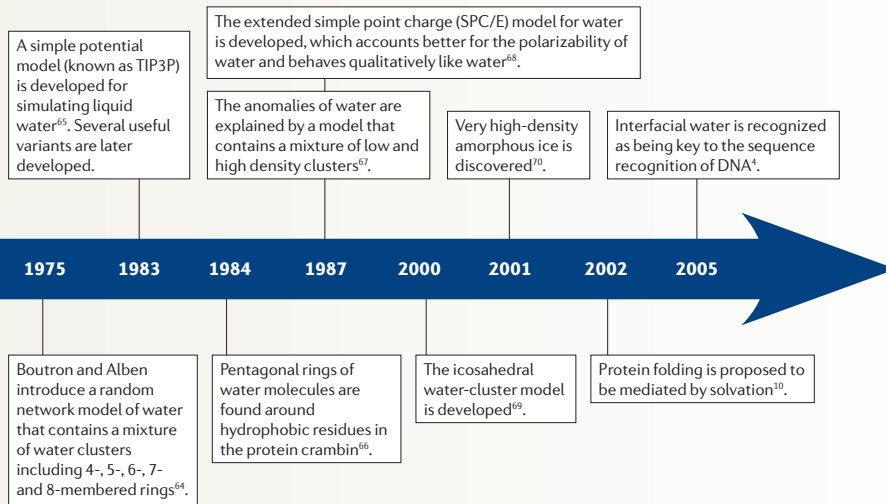 The extended simple point charge (SPC/E) model for water
is developed, which accounts better for the polarizability of
water and behaves qualitatively like water⁶⁸.
A simple potential
model (known as TIP3P)
is developed for
simulating liquid
water⁶⁵. Several useful
variants are later
developed.
The anomalies of water are
explained by a model that
contains a mixture of low and
high density clusters⁶⁷.
Very high-density
amorphous ice is
discovered⁷⁰.
Interfacial water is recognized
as being key to the sequence
recognition of DNA⁴.
1975 1983 1984 1987 2000 2001 2002 2005
Boutron and Alben
introduce a random
network model of water
that contains a mixture
of water clusters
including 4-, 5-, 6-, 7-
and 8-membered rings⁶⁴.
Pentagonal rings of
water molecules are
found around
hydrophobic residues in
the protein crambin⁶⁶.
The icosahedral
water-cluster model
is developed⁶⁹.
Protein folding is proposed to
be mediated by solvation¹⁰.